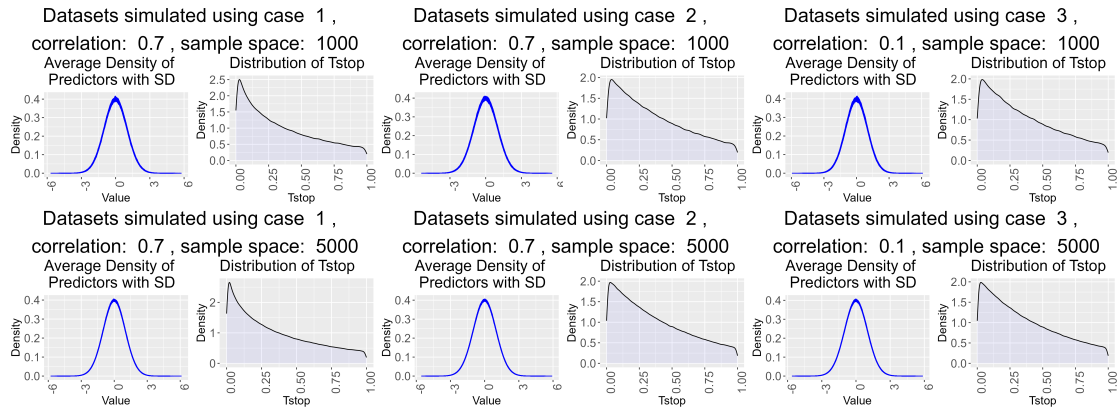 Datasets simulated using case 1 ,
correlation: 0.7 , sample space: 1000
Average Density of
Predictors with SD
0.4
0.3
0.2
0.1
0.0
-6 -3 0 3 6
Value
Distribution of Tstop
Density
2.5
2.0
1.5
1.0
0.5
0.0
0.00 0.25 0.50 0.75 1.00
Tstop
Datasets simulated using case 2 ,
correlation: 0.7 , sample space: 1000
Average Density of
Predictors with SD
Density
0.4
0.3
0.2
0.1
0.0
-3 0 3 6
Value
Distribution of Tstop
Density
2.0
1.5
1.0
0.5
0.0
0.00 0.25 0.50 0.75 1.00
Tstop
Datasets simulated using case 3 ,
correlation: 0.1 , sample space: 1000
Average Density of
Predictors with SD
Density
0.4
0.3
0.2
0.1
0.0
-6 -3 0 3 6
Value
Distribution of Tstop
Density
2.0
1.5
1.0
0.5
0.0
0.00 0.25 0.50 0.75 1.00
Tstop
Datasets simulated using case 1 ,
correlation: 0.7 , sample space: 5000
Average Density of
Predictors with SD
Density
0.4
0.3
0.2
0.1
0.0
-6 -3 0 3 6
Value
Distribution of Tstop
Density
2
1
0
0.00 0.25 0.50 0.75 1.00
Tstop
Datasets simulated using case 2 ,
correlation: 0.7 , sample space: 5000
Average Density of
Predictors with SD
Density
0.4
0.3
0.2
0.1
0.0
-6 -3 0 3 6
Value
Distribution of Tstop
Density
2.0
1.5
1.0
0.5
0.0
0.00 0.25 0.50 0.75 1.00
Tstop
Datasets simulated using case 3 ,
correlation: 0.1 , sample space: 5000
Average Density of
Predictors with SD
Density
0.4
0.3
0.2
0.1
0.0
-6 -3 0 3 6
Value
Distribution of Tstop
Density
2.0
1.5
1.0
0.5
0.0
0.00 0.25 0.50 0.75 1.00
Tstop